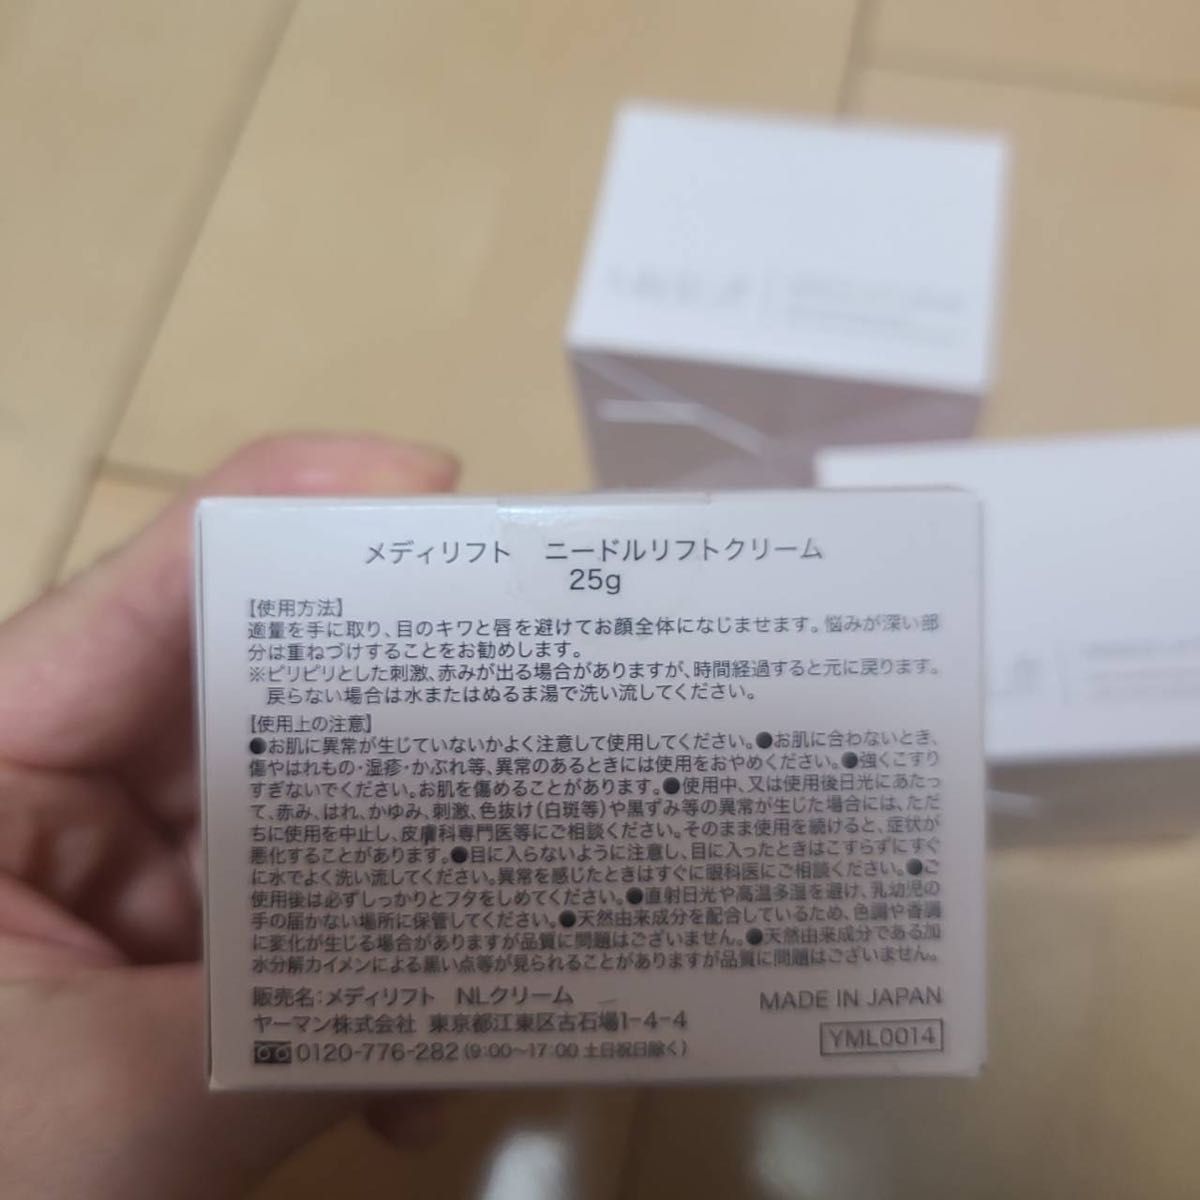 メディリフト　ニードルリフトクリーム
25g
【使用方法】
適量を手に取り、目のキワと唇を避けてお顔全体になじませます。悩みが深い部
分は重ねづけすることをお勧めします。
※ピリピリとした刺激、赤みが出る場合がありますが、時間経過すると元に戻ります。
戻らない場合は水またはぬるま湯で洗い流してください。
【使用上の注意】
●お肌に異常が生じていないかよく注意して使用してください。●お肌に合わないとき、
傷やはれもの・湿疹・かぶれ等、異常のあるときには使用をおやめください。●強くこすり
すぎないでください。お肌を傷めることがあります。●使用中、又は使用後日光にあたっ
て、赤み、はれ、かゆみ、刺激、色抜け(白斑等)や黒ずみ等の異常が生じた場合には、ただ
ちに使用を中止し、皮膚科専門医等にご相談ください。そのまま使用を続けると、症状が
悪化することがあります。●目に入らないように注意し、目に入ったときはこすらずにすぐ
に水でよく洗い流してください。異常を感じたときはすぐに眼科医にご相談ください。●ご
使用後は必ずしっかりとフタをしめてください。●直射日光や高温多湿を避け、乳幼児の
手の届かない場所に保管してください。●天然由来成分を配合しているため、色調や香調
に変化が生じる場合がありますが品質に問題はございません。●天然由来成分である加
水分解カイメンによる黒い点等が見られることがありますが品質に問題はございません。
販売名：メディリフト　NLクリーム
MADE IN JAPAN
ヤーマン株式会社 東京都江東区古石場1-4-4
YML0014
0120-776-282(9:00〜17:00 土日祝日除く)